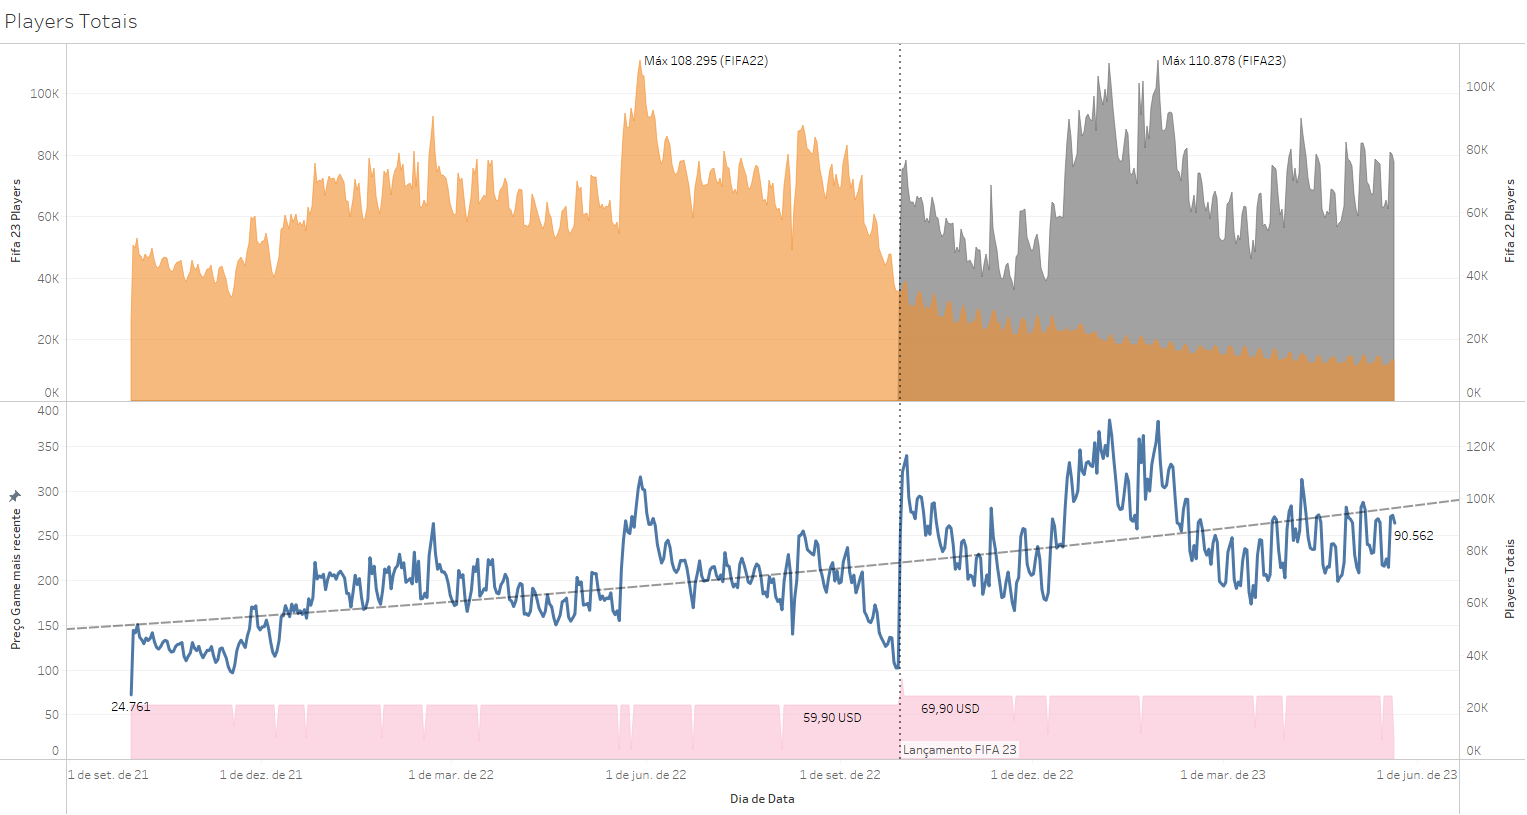 Players Totais
Máx 108.295 (FIFA22)
Máx 110.878 (FIFA23)
Fifa 23 Players
100K
80K
60K
40K
20K
0K
Fifa 22 Players
100K
80K
60K
40K
20K
0K
Preço Game mais recente
400
350
300
250
200
150
100
50
0
Players Totais
120K
100K
80K
60K
40K
20K
0K
24.761
59,90 USD
69,90 USD
90.562
Lançamento FIFA 23
1 de set. de 21
1 de dez. de 21
1 de mar. de 22
1 de jun. de 22
1 de set. de 22
1 de dez. de 22
1 de mar. de 23
1 de jun. de 23
Dia de Data